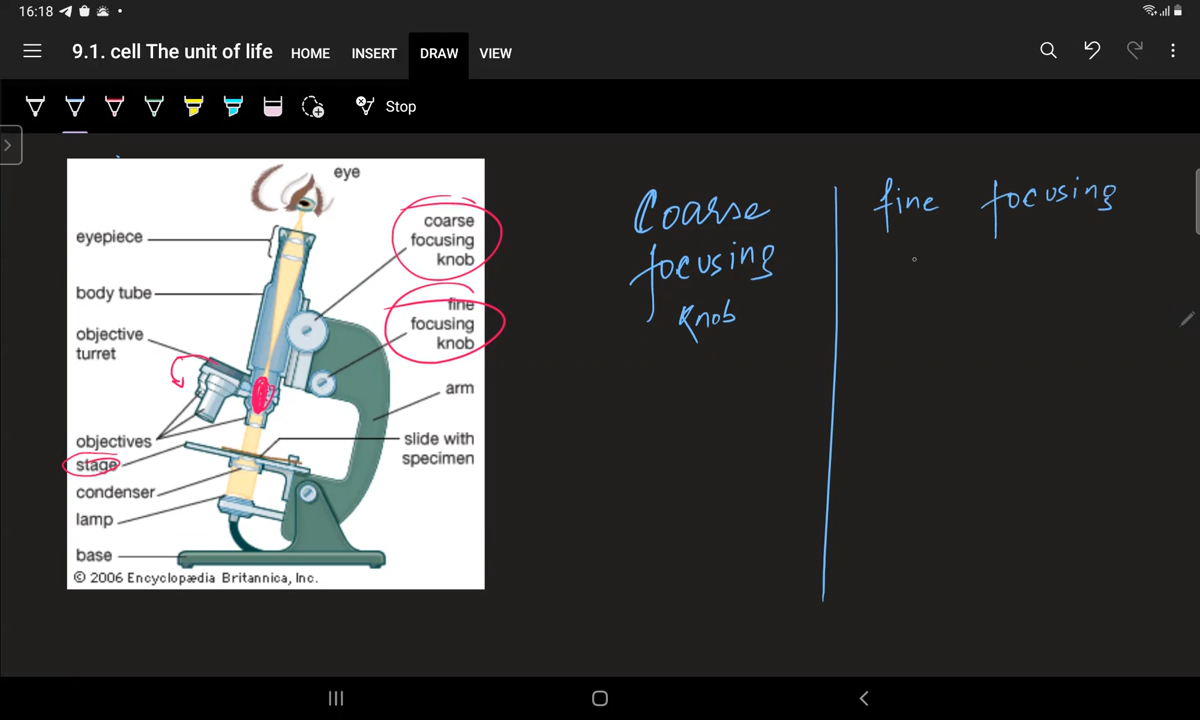 16:18
9.1. cell The unit of life HOME INSERT DRAW VIEW
Stop
eye
coarse
focusing
knob
eyepiece
body tube
fine
focusing
knob
objective
turret
arm
objectives
slide with
specimen
stage
condenser
lamp
base
© 2006 Encyclopædia Britannica, Inc.
Coarse
focusing
knob
fine focusing